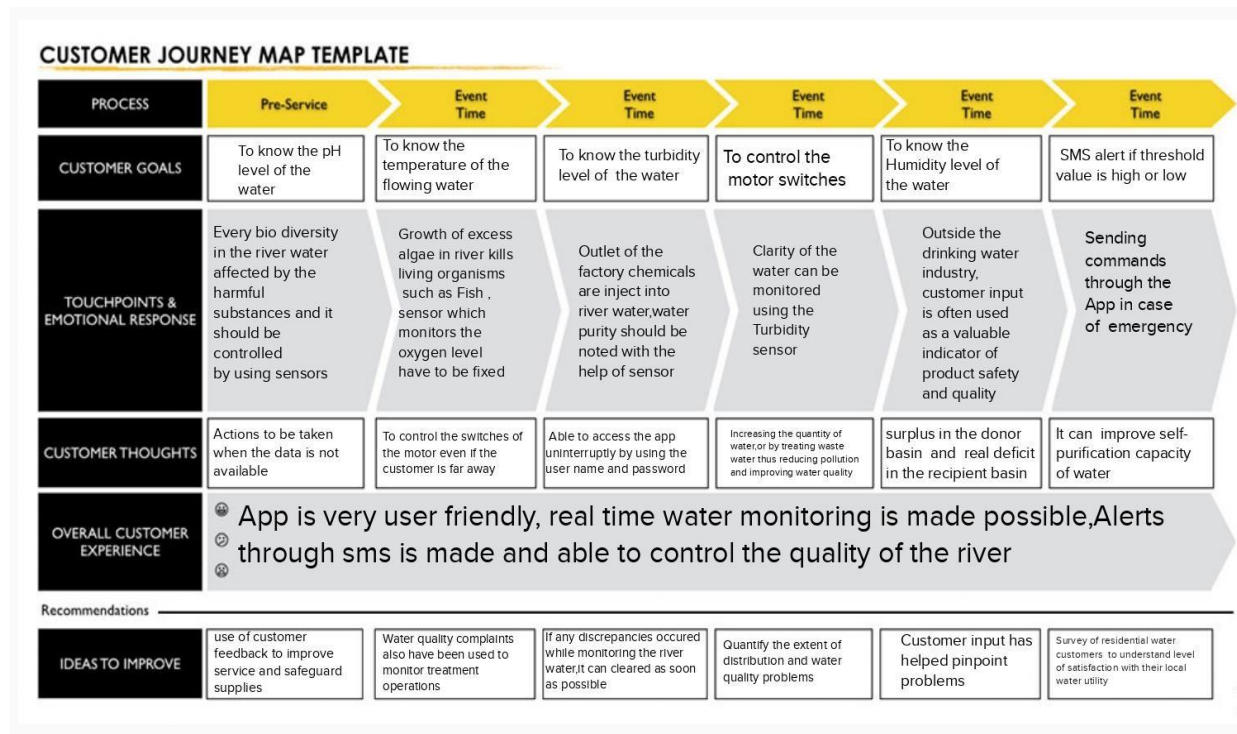 CUSTOMER JOURNEY MAP TEMPLATE
PROCESS
Pre-Service
Event
Time
Event
Time
Event
Time
Event
Time
Event
Time
CUSTOMER GOALS
To know the pH
level of the
water
To know the
temperature of the
flowing water
To know the turbidity
level of the water
To control the
motor switches
To know the
Humidity level of
the water
SMS alert if threshold
value is high or low
TOUCHPOINTS &
EMOTIONAL RESPONSE
Every bio diversity
in the river water
affected by the
harmful
substances and it
should be
controlled
by using sensors
Growth of excess
algae in river kills
living organisms
such as Fish ,
sensor which
monitors the
oxygen level
have to be fixed
Outlet of the
factory chemicals
are inject into
river water,water
purity should be
noted with the
help of sensor
Clarity of the
water can be
monitored
using the
Turbidity
sensor
Outside the
drinking water
industry,
customer input
is often used
as a valuable
indicator of
product safety
and quality
Sending
commands
through the
App in case
of emergency
CUSTOMER THOUGHTS
Actions to be taken
when the data is not
available
To control the switches of
the motor even if the
customer is far away
Able to access the app
uninterruptly by using the
user name and password
Increasing the quantity of
water,or by treating waste
water thus reducing pollution
and improving water quality
surplus in the donor
basin and real deficit
in the recipient basin
It can improve self-
purification capacity
of water
OVERALL CUSTOMER
EXPERIENCE
App is very user friendly, real time water monitoring is made possible,Alerts
through sms is made and able to control the quality of the river
Recommendations
IDEAS TO IMPROVE
use of customer
feedback to improve
service and safeguard
supplies
Water quality complaints
also have been used to
monitor treatment
operations
If any discrepancies occured
while monitoring the river
water,it can cleared as soon
as possible
Quantify the extent of
distribution and water
quality problems
Customer input has
helped pinpoint
problems
Survey of residential water
customers to understand level
of satisfaction with their local
water utility